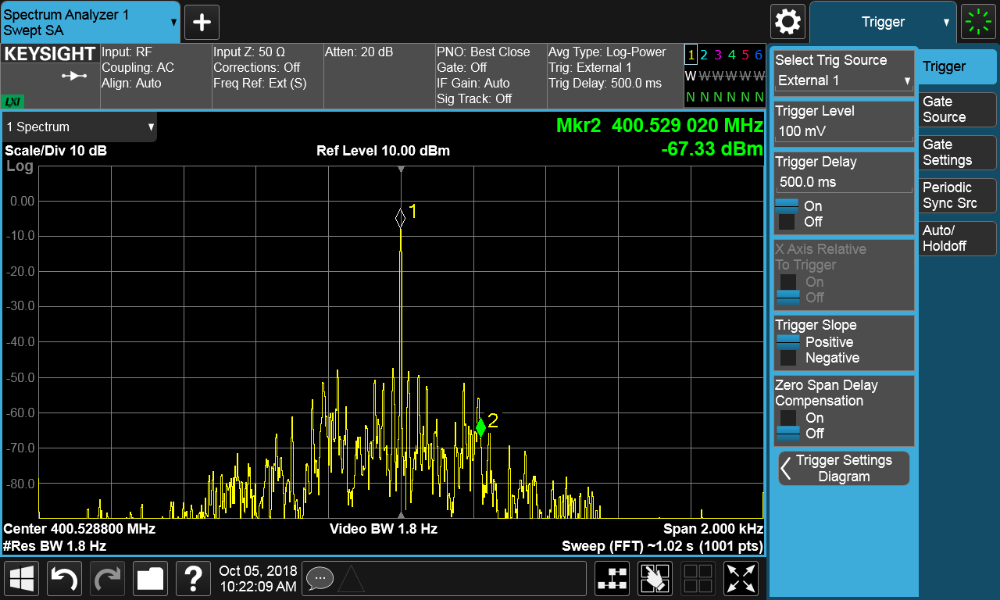 Spectrum Analyzer 1
Swept SA
Trigger
KEYSIGHT
LXI
Input: RF
Coupling: AC
Align: Auto
Input Z: 50 Ω
Corrections: Off
Freq Ref: Ext (S)
Atten: 20 dB
PNO: Best Close
Gate: Off
IF Gain: Auto
Sig Track: Off
Avg Type: Log-Power
Trig: External 1
Trig Delay: 500.0 ms
1 2 3 4 5 6
W W W W W W
N N N N N N
1 Spectrum
Mkr2 400.529 020 MHz
-67.33 dBm
Scale/Div 10 dB
Ref Level 10.00 dBm
Log
0.00
-10.0
-20.0
-30.0
-40.0
-50.0
-60.0
-70.0
-80.0
1
2
Center 400.528800 MHz
Video BW 1.8 Hz
Span 2.000 kHz
#Res BW 1.8 Hz
Sweep (FFT) ~1.02 s (1001 pts)
Select Trig Source
External 1
Trigger Level
100 mV
Trigger Delay
500.0 ms
On
Off
X Axis Relative
To Trigger
On
Off
Trigger Slope
Positive
Negative
Zero Span Delay
Compensation
On
Off
Trigger Settings
Diagram
Trigger
Gate
Source
Gate
Settings
Periodic
Sync Src
Auto/
Holdoff
?
Oct 05, 2018
10:22:09 AM